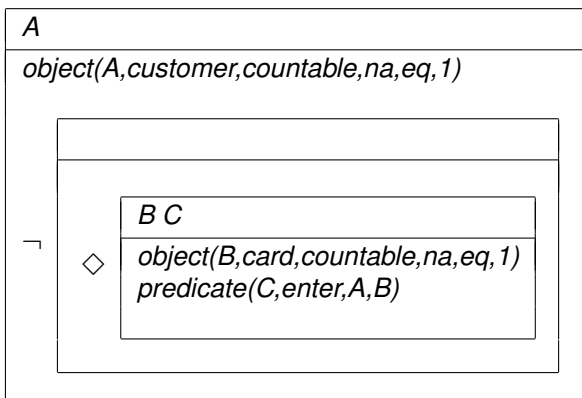 A
object(A,customer,countable,na,eq,1)
B C
¬
◇
object(B,card,countable,na,eq,1)
predicate(C,enter,A,B)